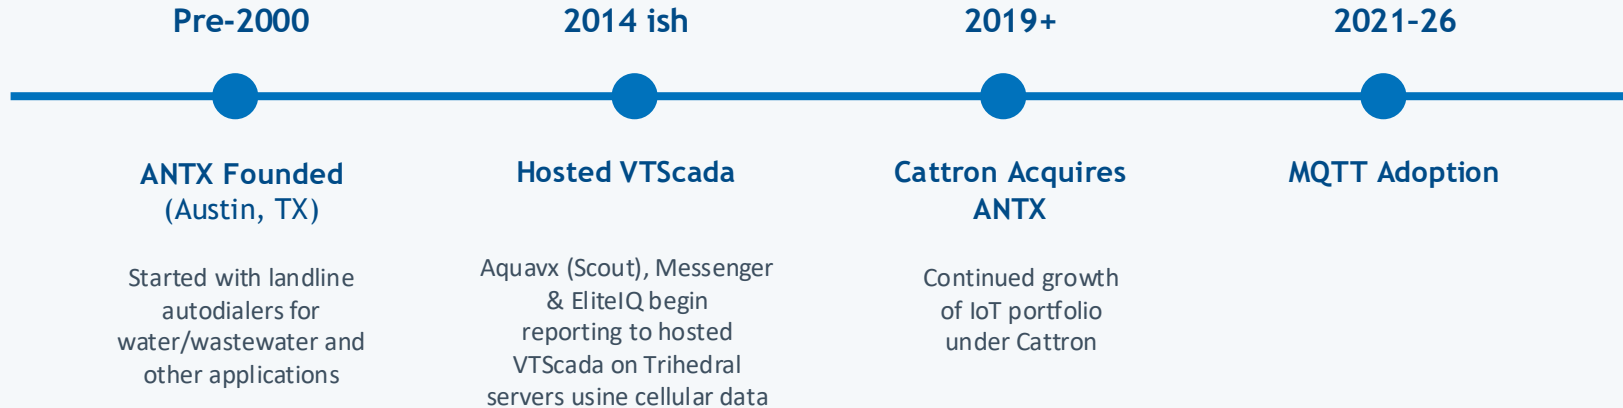 Pre-2000
2014 ish
2019+
2021–26
ANTX Founded
(Austin, TX)
Started with landline
autodialers for
water/wastewater and
other applications
Hosted VTScada
Aquavx (Scout), Messenger
& EliteIQ begin
reporting to hosted
VTScada on Trihedral
servers usine cellular data
Cattron Acquires
ANTX
Continued growth
of IoT portfolio
under Cattron
MQTT Adoption